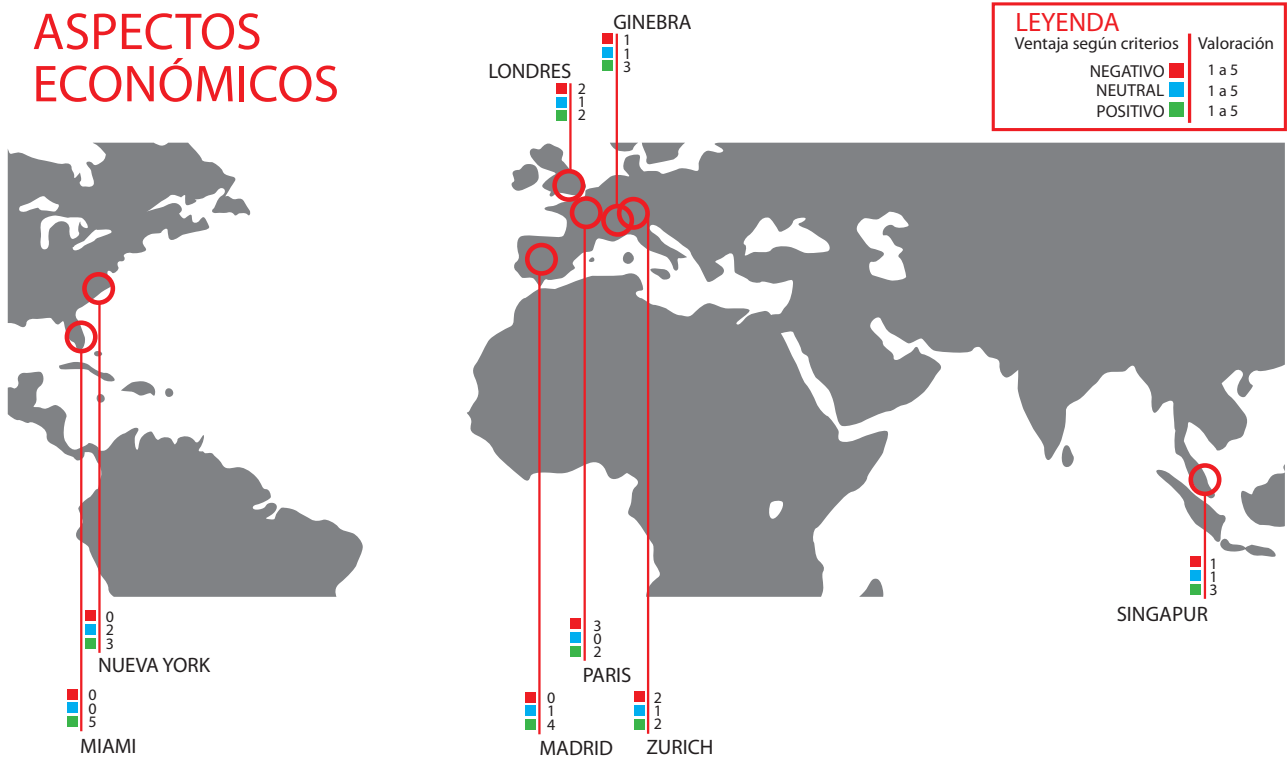 ASPECTOS
ECONÓMICOS
GINEBRA
1
1
3
LONDRES
2
1
2
LEYENDA
Ventaja según criterios Valoración
NEGATIVO 1 a 5
NEUTRAL 1 a 5
POSITIVO 1 a 5
1
1
3
SINGAPUR
0
2
3
NUEVA YORK
3
0
2
PARIS
0
0
5
MIAMI
0
1
4
MADRID
2
1
2
ZURICH